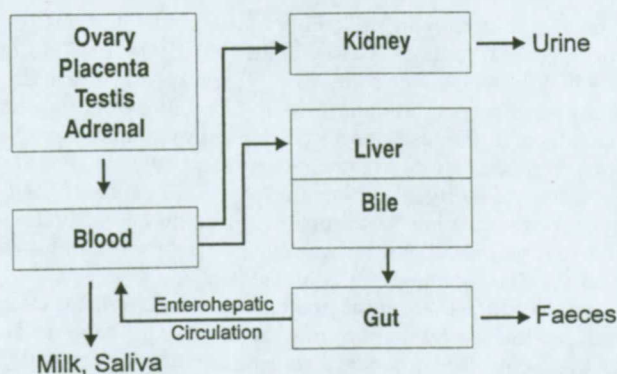 Ovary
Placenta
Testis
Adrenal
Kidney
Urine
Liver
Bile
Blood
Enterohepatic
Circulation
Gut
Faeces
Milk, Saliva